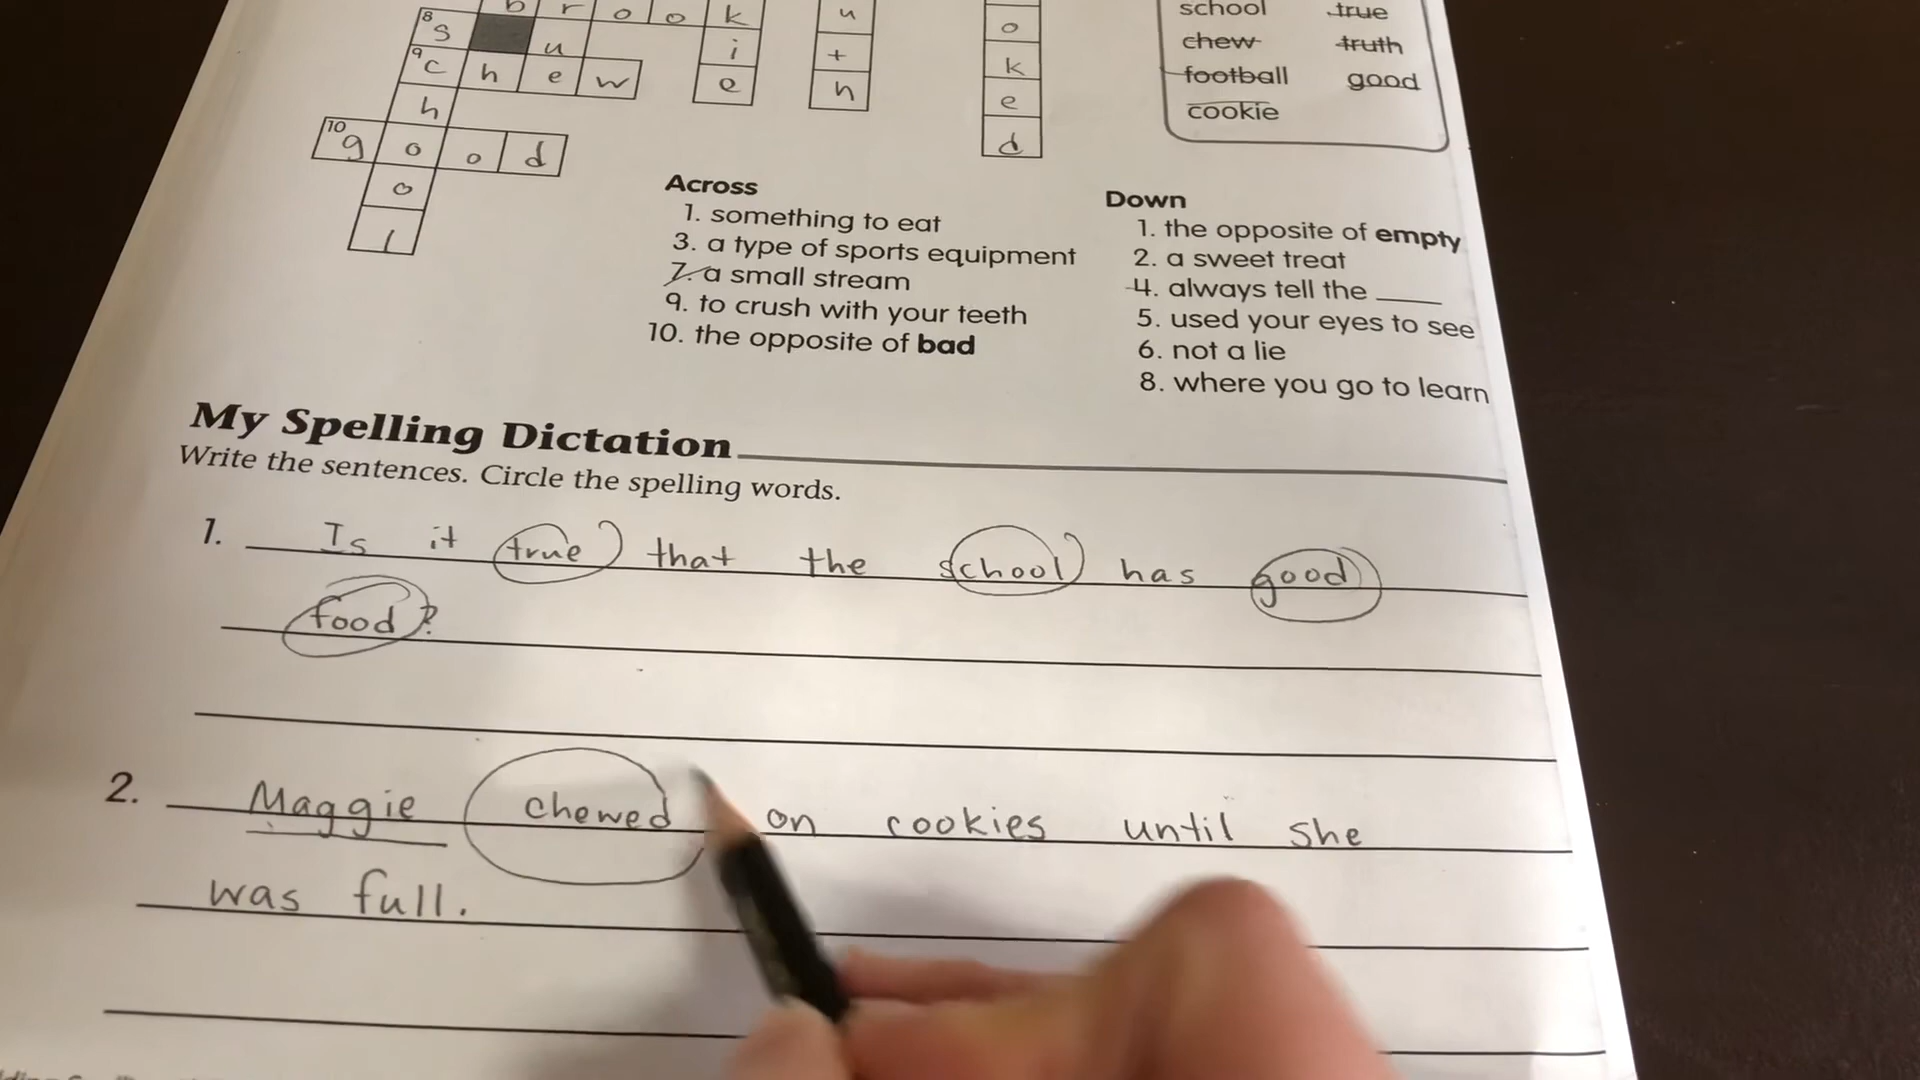 b r o o k
8 s u i
9 c h e w e
h
10 g o o d
o
l
u
t
h
o
k
e
d
school true
chew truth
football good
cookie
Across
1. something to eat
3. a type of sports equipment
7. a small stream
9. to crush with your teeth
10. the opposite of bad
Down
1. the opposite of empty
2. a sweet treat
4. always tell the ____
5. used your eyes to see
6. not a lie
8. where you go to learn
My Spelling Dictation
Write the sentences. Circle the spelling words.
1. Is it true that the school has good
food?
2. Maggie chewed on cookies until she
was full.